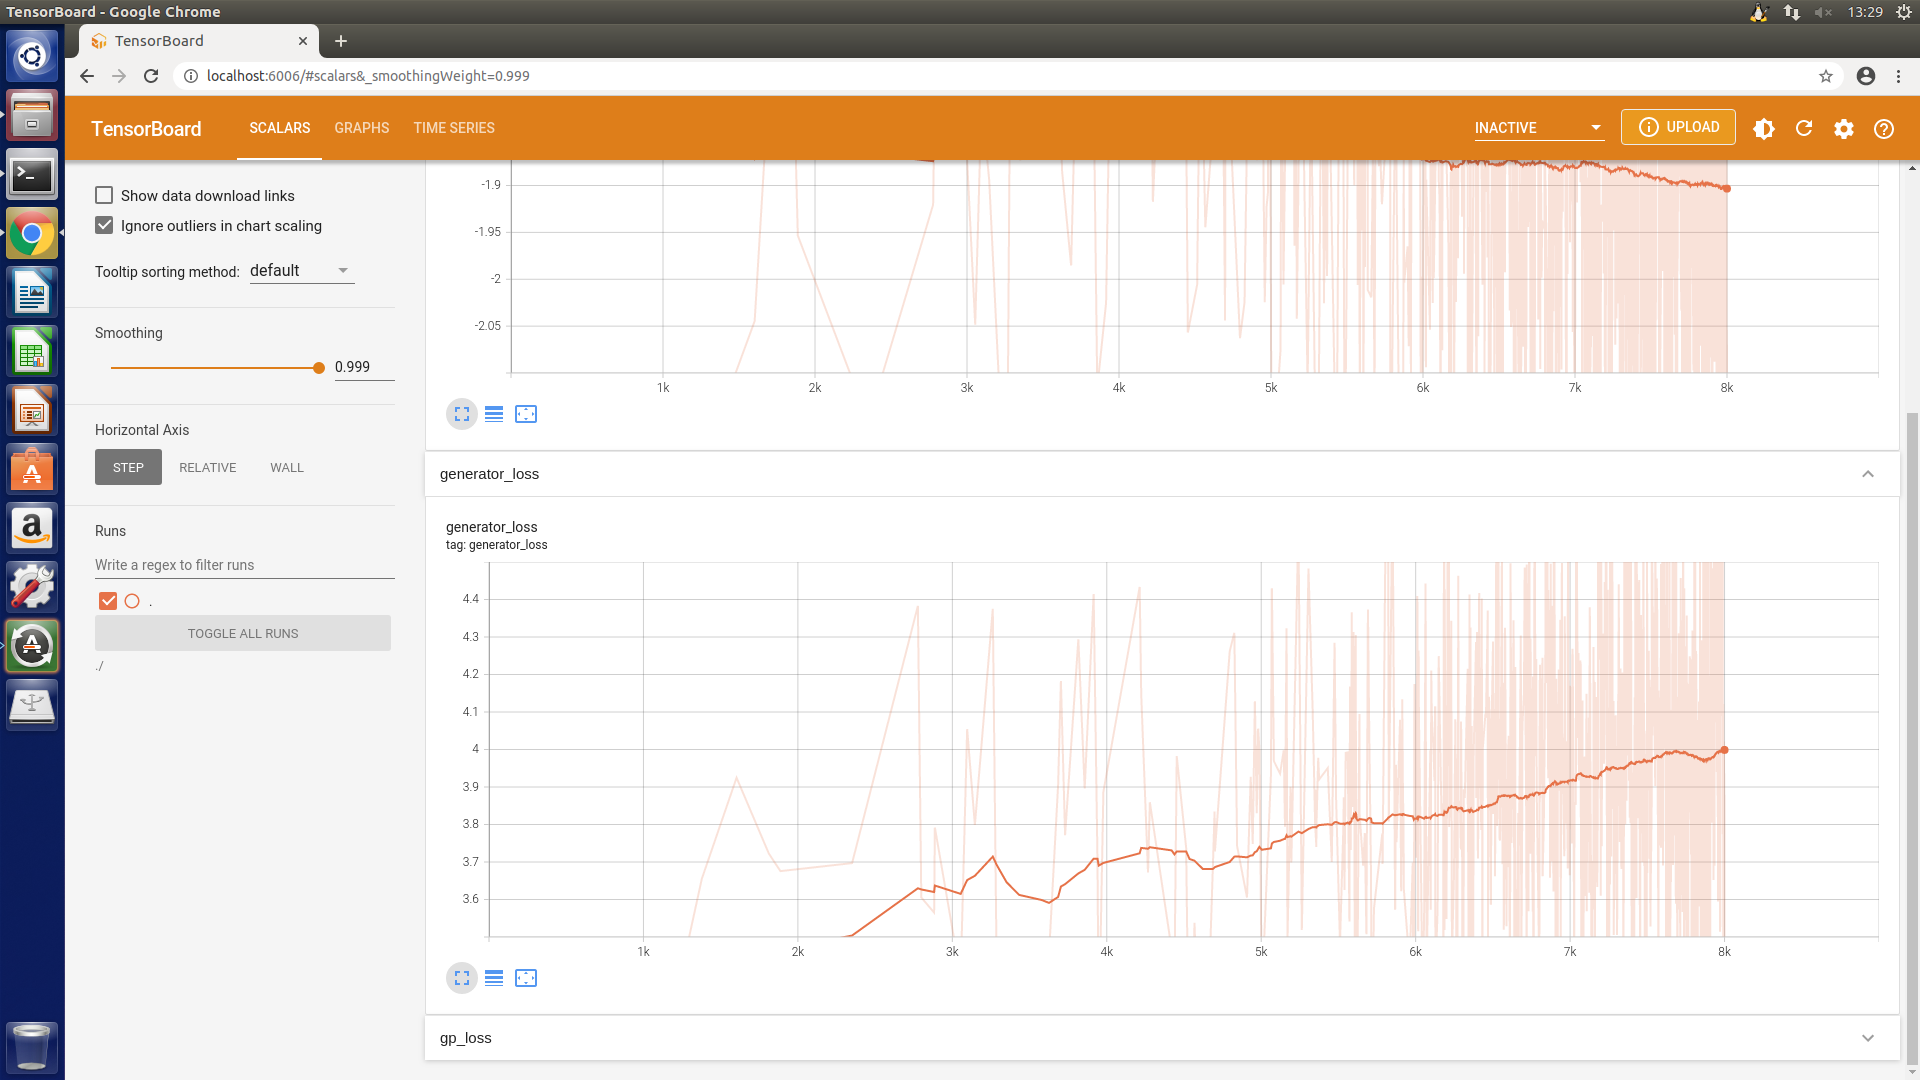 TensorBoard - Google Chrome
13:29
TensorBoard
localhost:6006/#scalars&_smoothingWeight=0.999
TensorBoard
SCALARS
GRAPHS
TIME SERIES
INACTIVE
UPLOAD
Show data download links
Ignore outliers in chart scaling
Tooltip sorting method: default
Smoothing
0.999
Horizontal Axis
STEP
RELATIVE
WALL
Runs
Write a regex to filter runs
.
TOGGLE ALL RUNS
./
-1.9
-1.95
-2
-2.05
1k
2k
3k
4k
5k
6k
7k
8k
generator_loss
generator_loss
tag: generator_loss
4.4
4.3
4.2
4.1
4
3.9
3.8
3.7
3.6
1k
2k
3k
4k
5k
6k
7k
8k
gp_loss